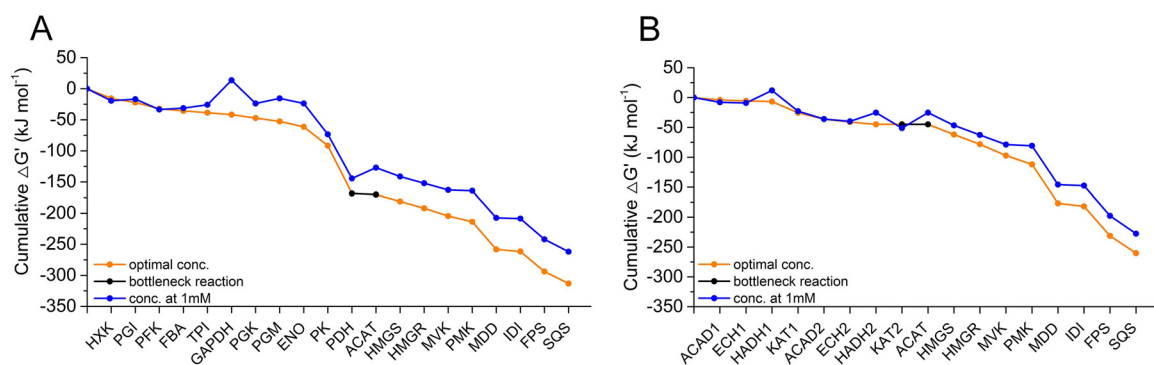 A
Cumulative △G' (kJ mol⁻¹)
50
0
-50
-100
-150
-200
-250
-300
-350
optimal conc.
bottleneck reaction
conc. at 1mM
HXK PGI PFK FBA TPI GAPDH PGK PGM ENO PK PDH ACAT HMGS HMGR MVK PMK MDD IDI FPS SQS
B
Cumulative △G' (kJ mol⁻¹)
50
0
-50
-100
-150
-200
-250
-300
-350
optimal conc.
bottleneck reaction
conc. at 1mM
ACAD1 ECH1 HADH1 KAT1 ACAD2 ECH2 HADH2 KAT2 ACAT HMGS HMGR MVK PMK MDD IDI FPS SQS